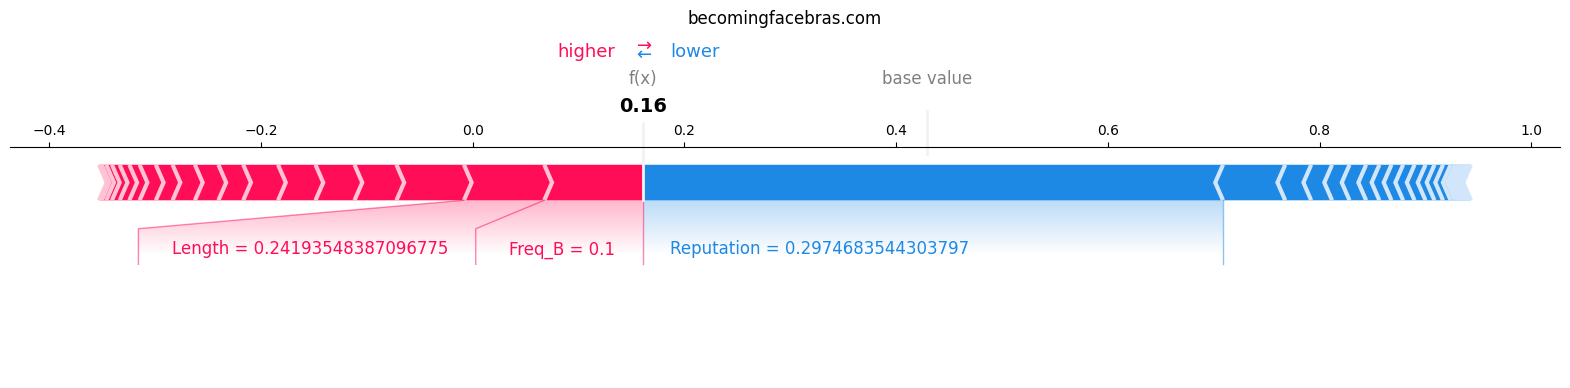 becomingfacebras.com
higher ⇄ lower
f(x) base value
0.16
−0.4 −0.2 0.0 0.2 0.4 0.6 0.8 1.0
Length = 0.24193548387096775 Freq_B = 0.1 Reputation = 0.2974683544303797